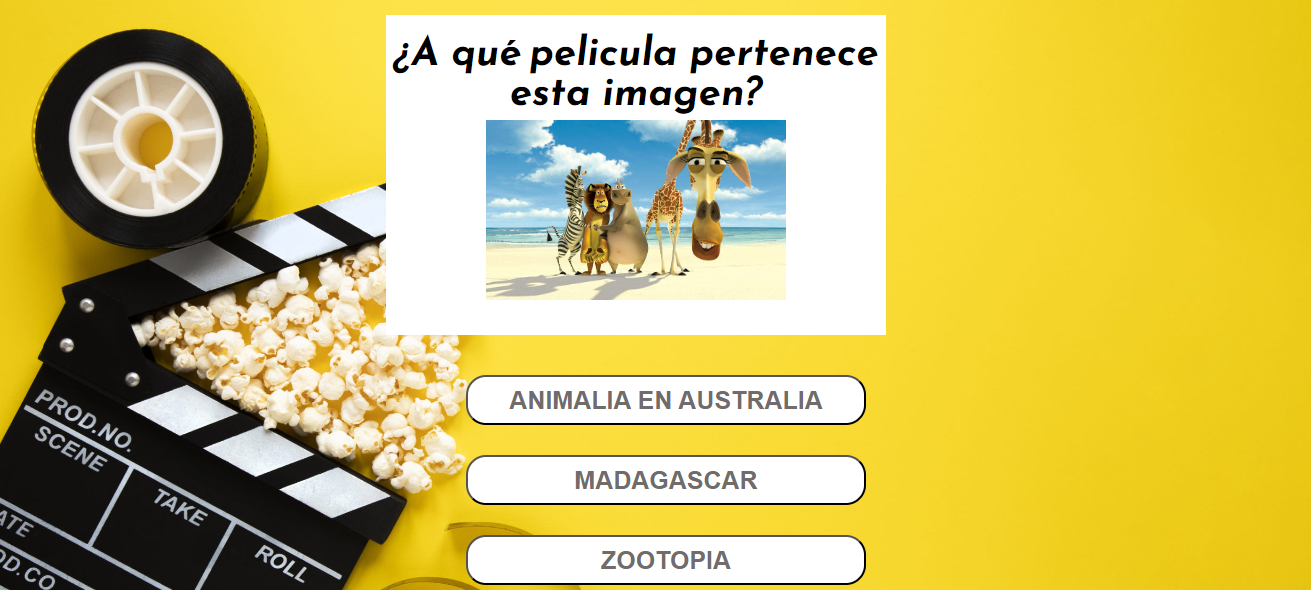 ¿A qué pelicula pertenece
esta imagen?
ANIMALIA EN AUSTRALIA
MADAGASCAR
ZOOTOPIA
PROD.NO.
SCENE
TAKE
ROLL